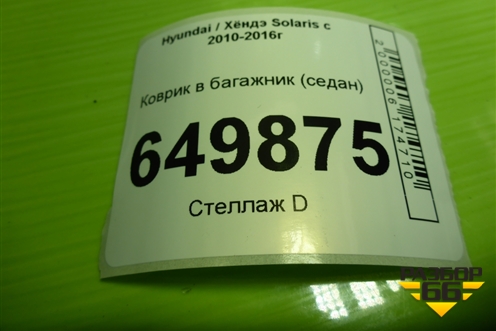 Hyundai / Хёндэ Solaris с
2010-2016г
Коврик в багажник (седан)
649875
Стеллаж D
2000006174710
РАЗБОР
66